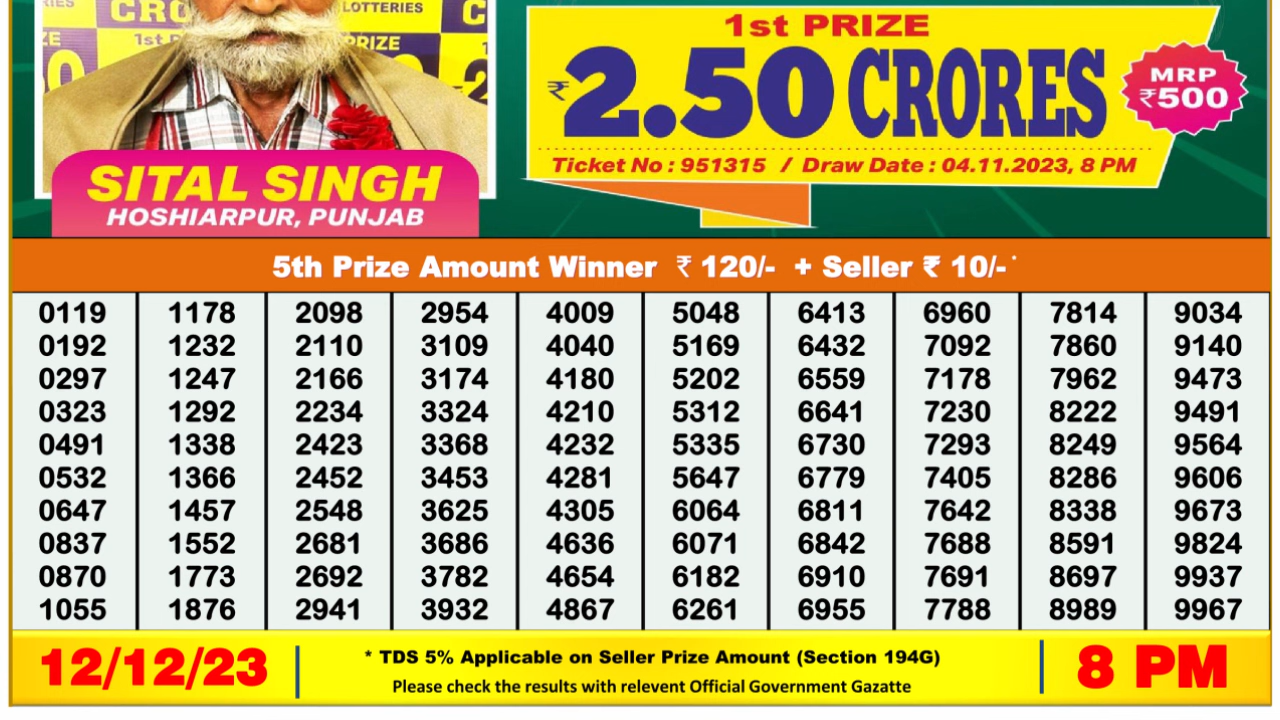 RIES
CRO
LOTTERIES
C
ZE
1st P
PRIZE
1st PRIZE
₹2.50 CRORES
MRP
₹500
Ticket No : 951315 / Draw Date : 04.11.2023, 8 PM
SITAL SINGH
HOSHIARPUR, PUNJAB
5th Prize Amount Winner ₹ 120/- + Seller ₹ 10/-*
0119 1178 2098 2954 4009 5048 6413 6960 7814 9034
0192 1232 2110 3109 4040 5169 6432 7092 7860 9140
0297 1247 2166 3174 4180 5202 6559 7178 7962 9473
0323 1292 2234 3324 4210 5312 6641 7230 8222 9491
0491 1338 2423 3368 4232 5335 6730 7293 8249 9564
0532 1366 2452 3453 4281 5647 6779 7405 8286 9606
0647 1457 2548 3625 4305 6064 6811 7642 8338 9673
0837 1552 2681 3686 4636 6071 6842 7688 8591 9824
0870 1773 2692 3782 4654 6182 6910 7691 8697 9937
1055 1876 2941 3932 4867 6261 6955 7788 8989 9967
12/12/23
* TDS 5% Applicable on Seller Prize Amount (Section 194G)
Please check the results with relevent Official Government Gazatte
8 PM